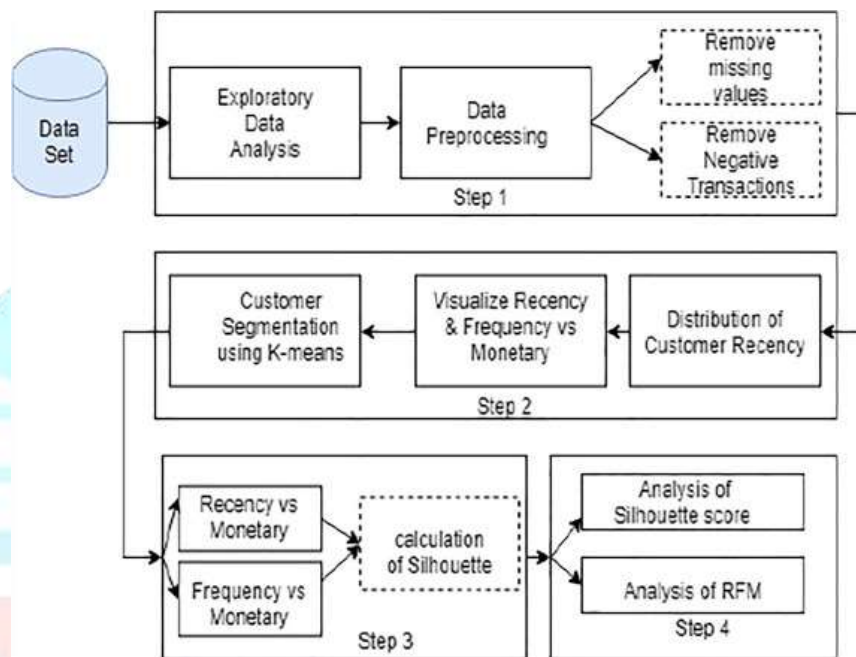 Data
Set
Exploratory
Data
Analysis
Data
Preprocessing
Remove
missing
values
Remove
Negative
Transactions
Step 1
Distribution of
Customer Recency
Visualize Recency
& Frequency vs
Monetary
Customer
Segmentation
using K-means
Step 2
Recency vs
Monetary
Frequency vs
Monetary
calculation
of Silhouette
Step 3
Analysis of
Silhouette score
Analysis of RFM
Step 4